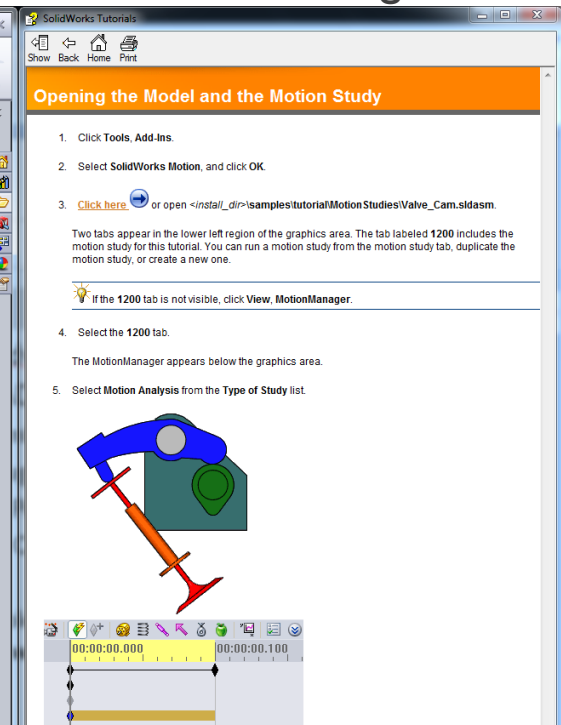 SolidWorks Tutorials
Show Back Home Print
Opening the Model and the Motion Study
1. Click Tools, Add-Ins.
2. Select SolidWorks Motion, and click OK.
3. Click here or open <install_dir>\samples\tutorial\MotionStudies\Valve_Cam.sldasm.
Two tabs appear in the lower left region of the graphics area. The tab labeled 1200 includes the
motion study for this tutorial. You can run a motion study from the motion study tab, duplicate the
motion study, or create a new one.
If the 1200 tab is not visible, click View, MotionManager.
4. Select the 1200 tab.
The MotionManager appears below the graphics area.
5. Select Motion Analysis from the Type of Study list.
00:00:00.000 00:00:00.100